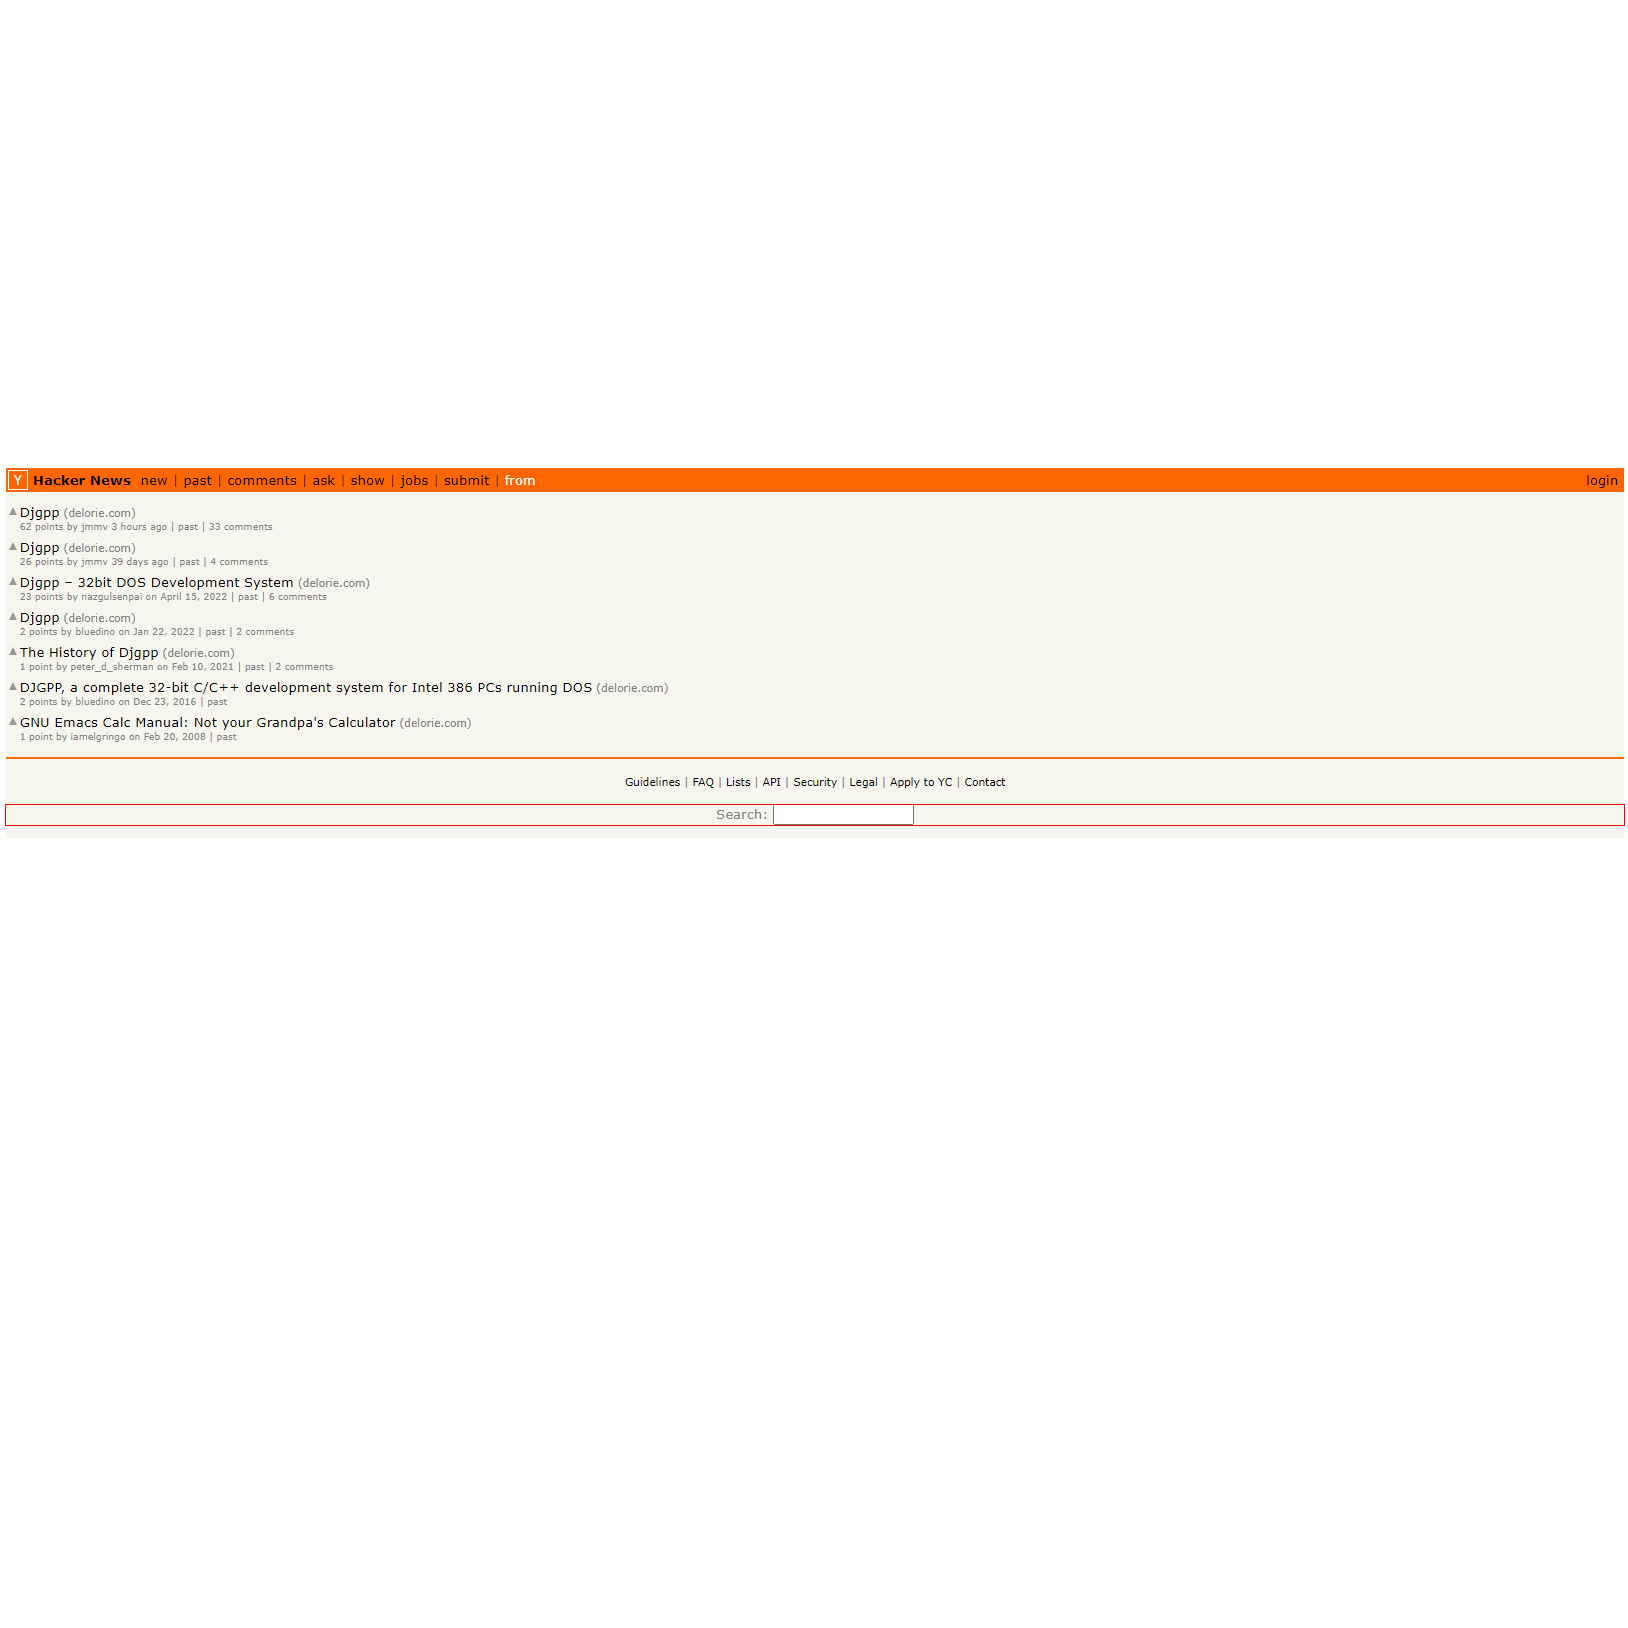 Y Hacker News new | past | comments | ask | show | jobs | submit | from login
Djgpp (delorie.com)
62 points by jmmv 3 hours ago | past | 33 comments
Djgpp (delorie.com)
26 points by jmmv 39 days ago | past | 4 comments
Djgpp – 32bit DOS Development System (delorie.com)
23 points by nazgulsenpai on April 15, 2022 | past | 6 comments
Djgpp (delorie.com)
2 points by bluedino on Jan 22, 2022 | past | 2 comments
The History of Djgpp (delorie.com)
1 point by peter_d_sherman on Feb 10, 2021 | past | 2 comments
DJGPP, a complete 32-bit C/C++ development system for Intel 386 PCs running DOS (delorie.com)
2 points by bluedino on Dec 23, 2016 | past
GNU Emacs Calc Manual: Not your Grandpa's Calculator (delorie.com)
1 point by iamelgringo on Feb 20, 2008 | past
Guidelines | FAQ | Lists | API | Security | Legal | Apply to YC | Contact
Search: